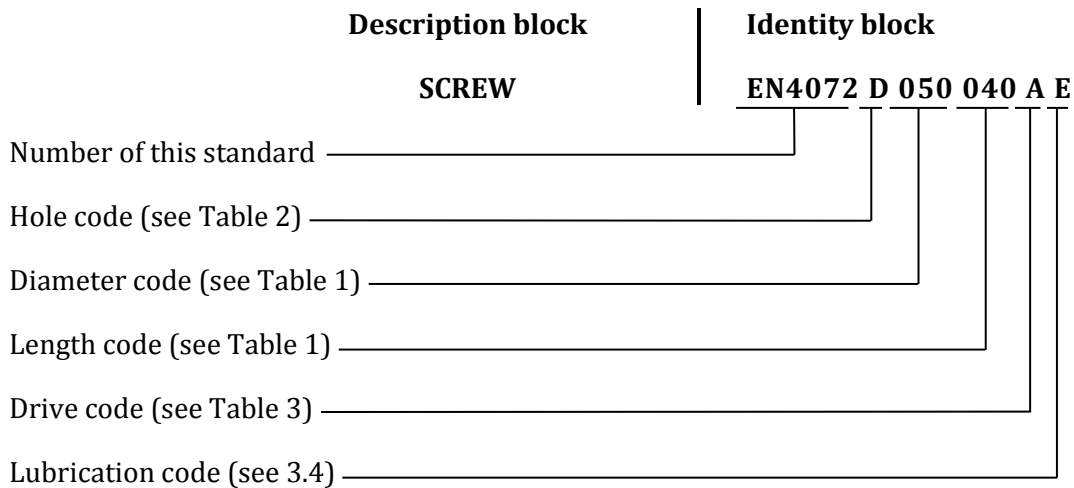 Description block Identity block
SCREW EN4072 D 050 040 A E
Number of this standard
Hole code (see Table 2)
Diameter code (see Table 1)
Length code (see Table 1)
Drive code (see Table 3)
Lubrication code (see 3.4)